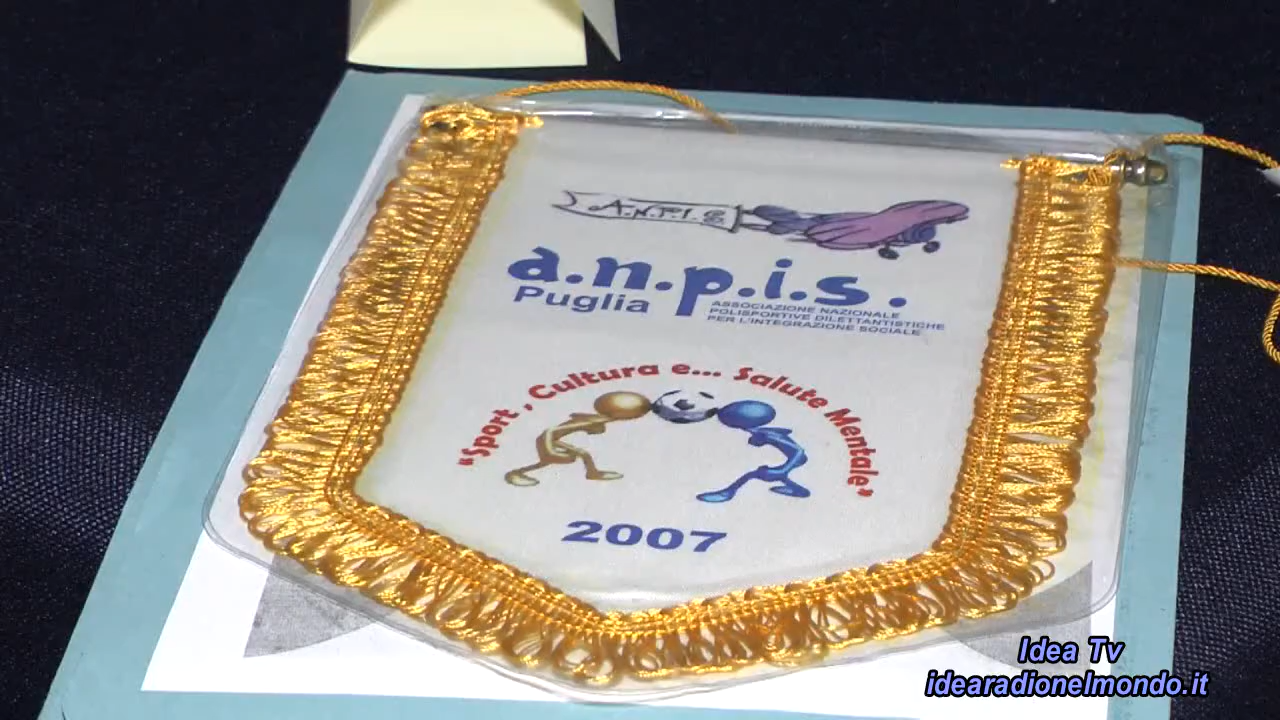 A.N.P.I.S
a.n.p.i.s.
Puglia
ASSOCIAZIONE NAZIONALE
POLISPORTIVE DILETTANTISTICHE
PER L'INTEGRAZIONE SOCIALE
"Sport , Cultura e... Salute Mentale"
2007
Idea Tv
idearadionelmondo.it